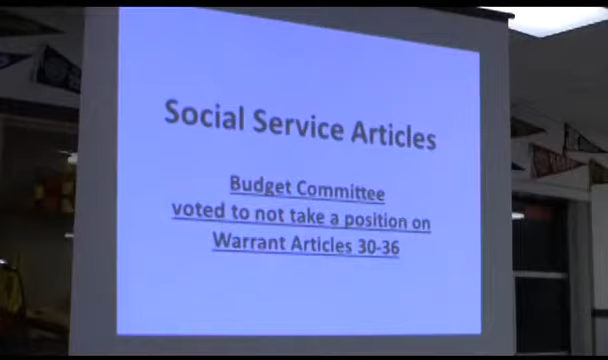 Social Service Articles
Budget Committee
voted to not take a position on
Warrant Articles 30-36